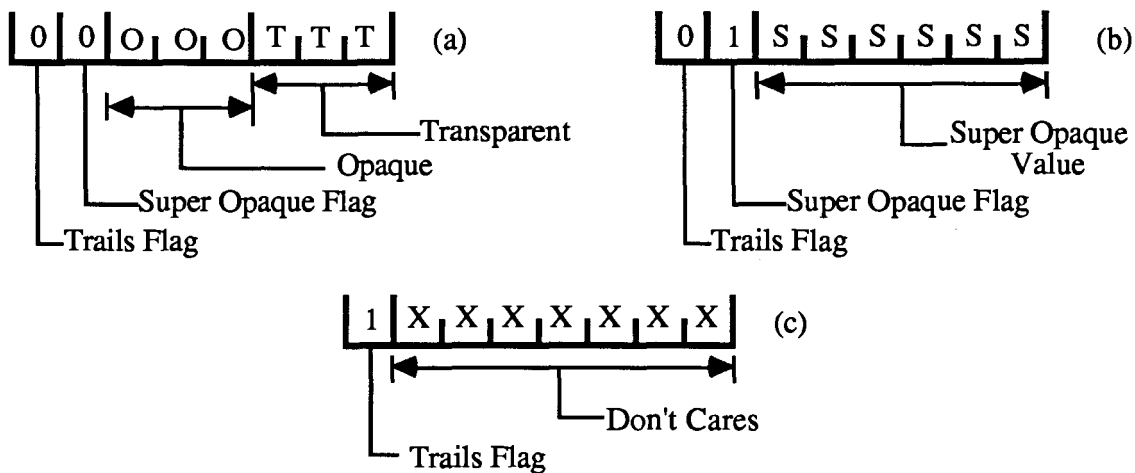 0 0 O O O T T T (a)
Transparent
Opaque
Super Opaque Flag
Trails Flag
0 1 S S S S S S (b)
Super Opaque
Value
Super Opaque Flag
Trails Flag
1 X X X X X X X (c)
Don't Cares
Trails Flag